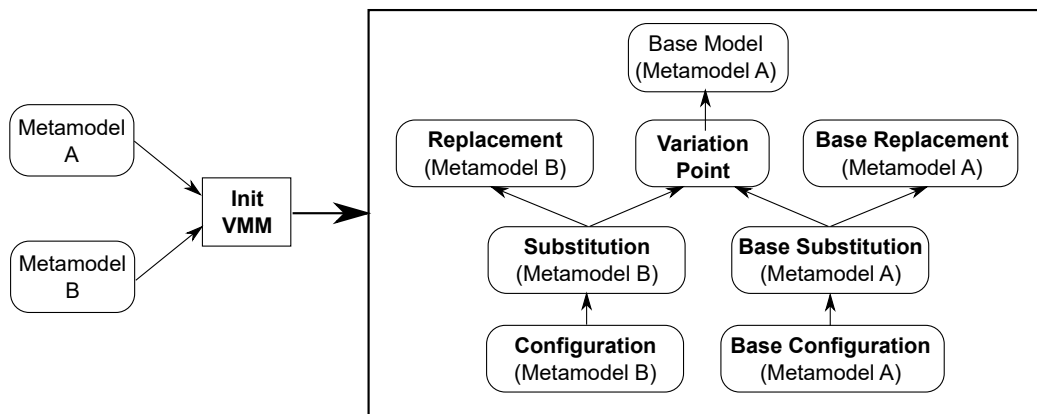 Metamodel
A
Metamodel
B
Init
VMM
Base Model
(Metamodel A)
Replacement
(Metamodel B)
Variation
Point
Base Replacement
(Metamodel A)
Substitution
(Metamodel B)
Base Substitution
(Metamodel A)
Configuration
(Metamodel B)
Base Configuration
(Metamodel A)